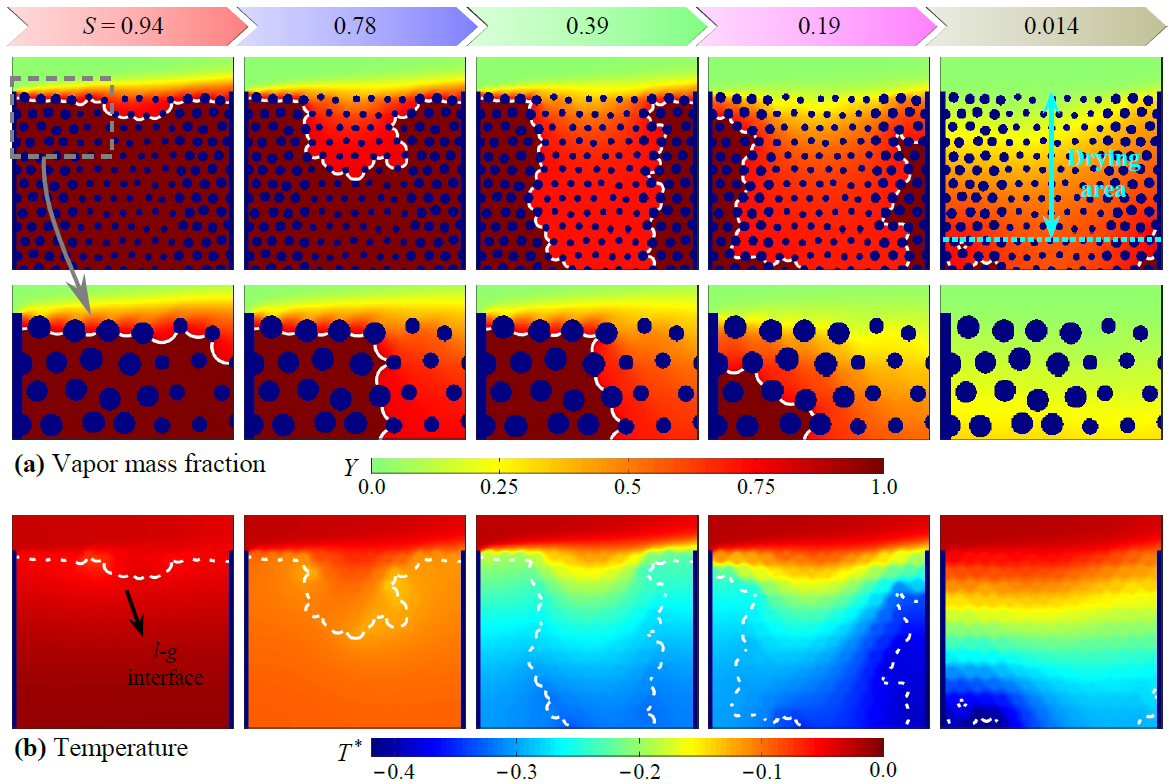 S = 0.94 0.78 0.39 0.19 0.014
Drying
area
(a) Vapor mass fraction
Y
0.0 0.25 0.5 0.75 1.0
l-g
interface
(b) Temperature
T*
−0.4 −0.3 −0.2 −0.1 0.0